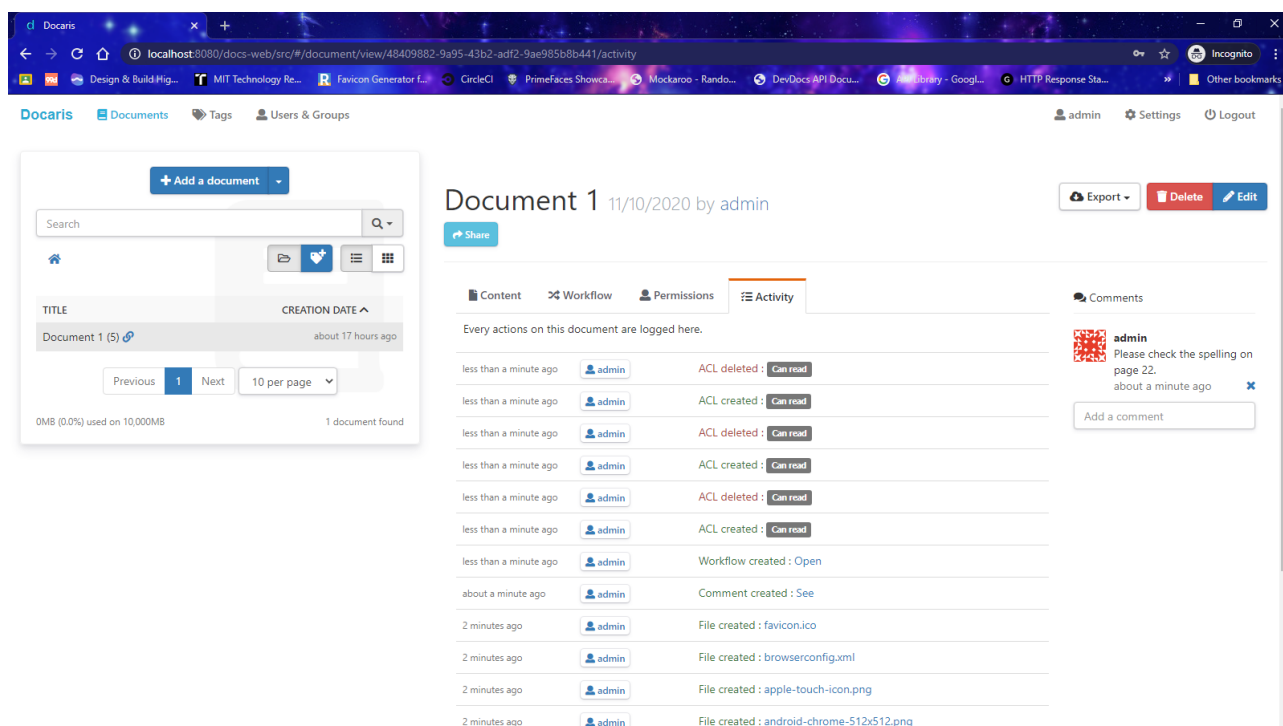 Docaris
localhost:8080/docs-web/src/#/document/view/48409882-9a95-43b2-adf2-9ae985b8b441/activity
Incognito
Design & Build Hig...
MIT Technology Re...
Favicon Generator f...
CircleCI
PrimeFaces Showca...
Mockaroo - Rando...
DevDocs API Docu...
Library - Googl...
HTTP Response Sta...
»
Other bookmarks
Docaris
Documents
Tags
Users & Groups
admin
Settings
Logout
Add a document
Search
TITLE
CREATION DATE
Document 1 (5)
about 17 hours ago
Previous
1
Next
10 per page
0MB (0.0%) used on 10,000MB
1 document found
Document 1 11/10/2020 by admin
Share
Export
Delete
Edit
Content
Workflow
Permissions
Activity
Every actions on this document are logged here.
less than a minute ago admin ACL deleted : Can read
less than a minute ago admin ACL created : Can read
less than a minute ago admin ACL deleted : Can read
less than a minute ago admin ACL created : Can read
less than a minute ago admin ACL deleted : Can read
less than a minute ago admin ACL created : Can read
less than a minute ago admin Workflow created : Open
about a minute ago admin Comment created : See
2 minutes ago admin File created : favicon.ico
2 minutes ago admin File created : browserconfig.xml
2 minutes ago admin File created : apple-touch-icon.png
2 minutes ago admin File created : android-chrome-512x512.png
Comments
admin
Please check the spelling on
page 22.
about a minute ago
Add a comment